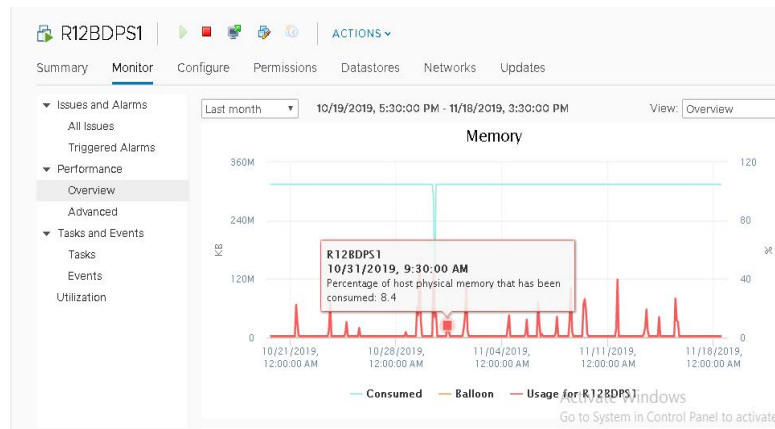 R12BDPS1
ACTIONS
Summary Monitor Configure Permissions Datastores Networks Updates
Issues and Alarms
All Issues
Triggered Alarms
Performance
Overview
Advanced
Tasks and Events
Tasks
Events
Utilization
Last month 10/19/2019, 5:30:00 PM - 11/18/2019, 3:30:00 PM View: Overview
Memory
360M 120
240M 80
KB %
120M 40
0 0
R12BDPS1
10/31/2019, 9:30:00 AM
Percentage of host physical memory that has been
consumed: 8.4
10/21/2019, 10/28/2019, 11/04/2019, 11/11/2019, 11/18/2019,
12:00:00 AM 12:00:00 AM 12:00:00 AM 12:00:00 AM 12:00:00 AM
Consumed Balloon Usage for R12BDPS1
Activate Windows
Go to System in Control Panel to activate